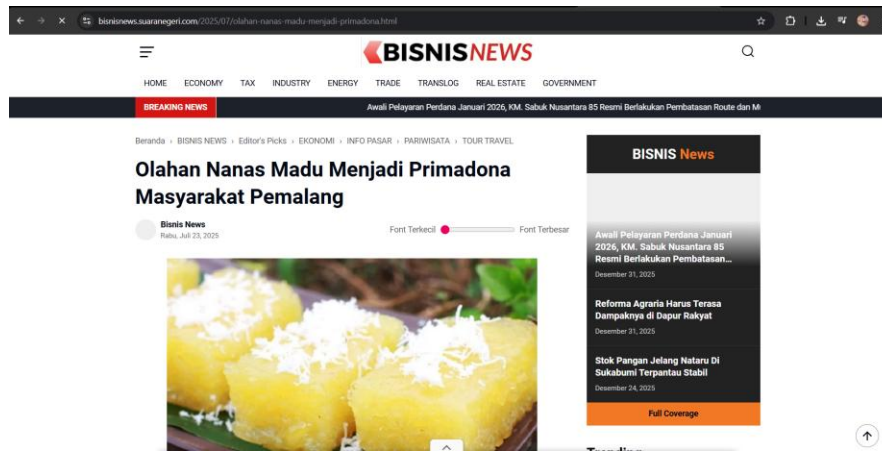 bisnisnews.suaranegeri.com/2025/07/olahan-nanas-madu-menjadi-primadona.html
BISNISNEWS
HOME ECONOMY TAX INDUSTRY ENERGY TRADE TRANSLOG REAL ESTATE GOVERNMENT
BREAKING NEWS
Awali Pelayaran Perdana Januari 2026, KM. Sabuk Nusantara 85 Resmi Berlakukan Pembatasan Route dan M
Beranda › BISNIS NEWS › Editor's Picks › EKONOMI › INFO PASAR › PARIWISATA › TOUR TRAVEL
Olahan Nanas Madu Menjadi Primadona
Masyarakat Pemalang
Bisnis News
Rabu, Juli 23, 2025
Font Terkecil
Font Terbesar
BISNIS News
Awali Pelayaran Perdana Januari
2026, KM. Sabuk Nusantara 85
Resmi Berlakukan Pembatasan...
Desember 31, 2025
Reforma Agraria Harus Terasa
Dampaknya di Dapur Rakyat
Desember 31, 2025
Stok Pangan Jelang Nataru Di
Sukabumi Terpantau Stabil
Desember 24, 2025
Full Coverage